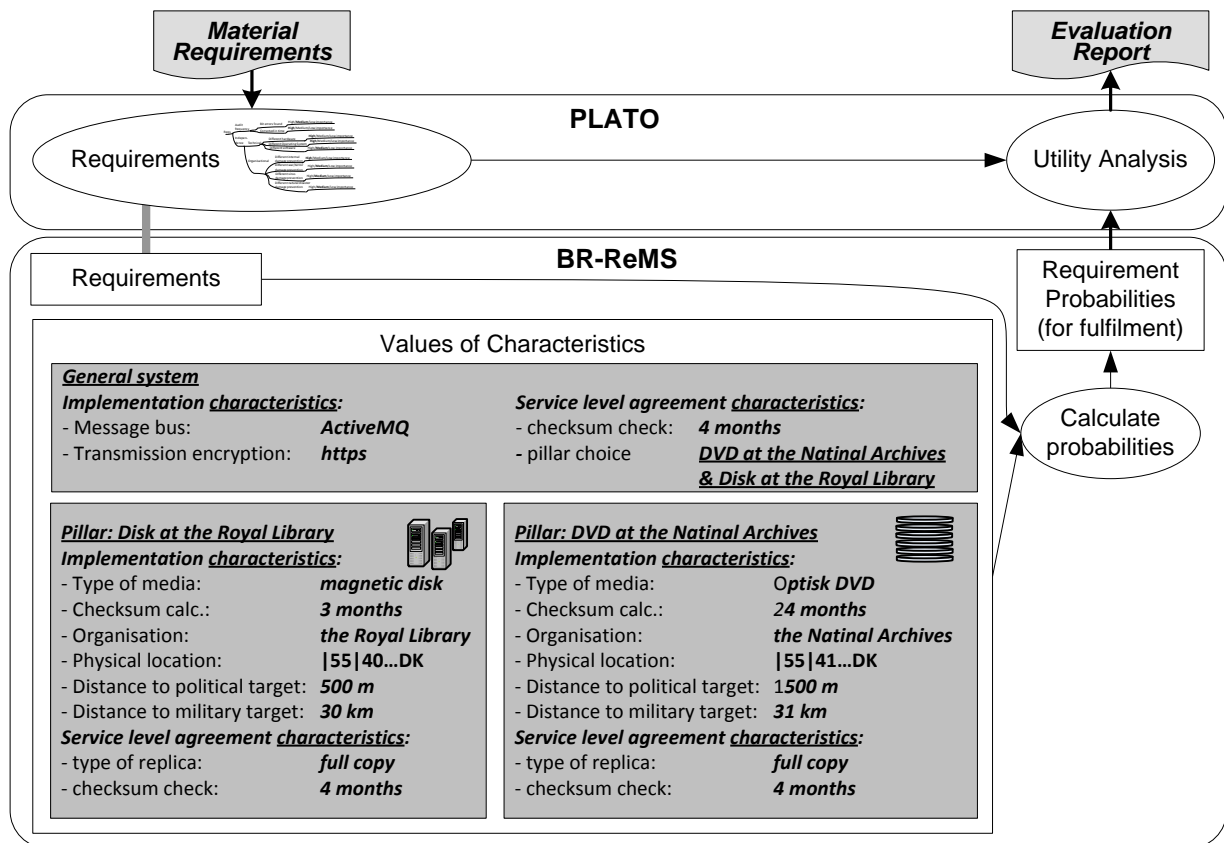 Material
Requirements
Evaluation
Report
PLATO
Requirements
Utility Analysis
BR-ReMS
Requirements
Requirement
Probabilities
(for fulfilment)
Values of Characteristics
Calculate
probabilities
General system
Implementation characteristics:
- Message bus: ActiveMQ
- Transmission encryption: https
Service level agreement characteristics:
- checksum check: 4 months
- pillar choice DVD at the Natinal Archives
& Disk at the Royal Library
Pillar: Disk at the Royal Library
Implementation characteristics:
- Type of media: magnetic disk
- Checksum calc.: 3 months
- Organisation: the Royal Library
- Physical location: |55|40...DK
- Distance to political target: 500 m
- Distance to military target: 30 km
Service level agreement characteristics:
- type of replica: full copy
- checksum check: 4 months
Pillar: DVD at the Natinal Archives
Implementation characteristics:
- Type of media: Optisk DVD
- Checksum calc.: 24 months
- Organisation: the Natinal Archives
- Physical location: |55|41...DK
- Distance to political target: 1500 m
- Distance to military target: 31 km
Service level agreement characteristics:
- type of replica: full copy
- checksum check: 4 months